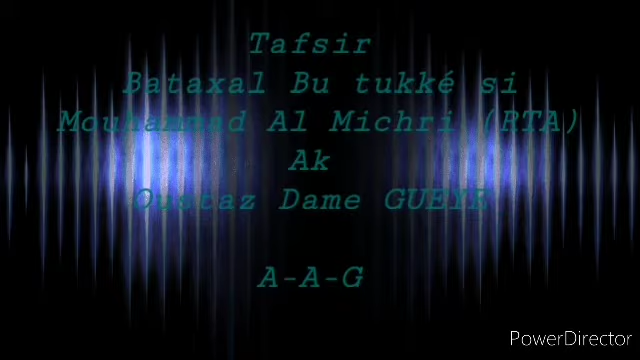 Tafsir
Bataxal Bu tukké si
Mouhammad Al Michri (RTA)
Ak
Oustaz Dame GUEYE
A-A-G
PowerDirector